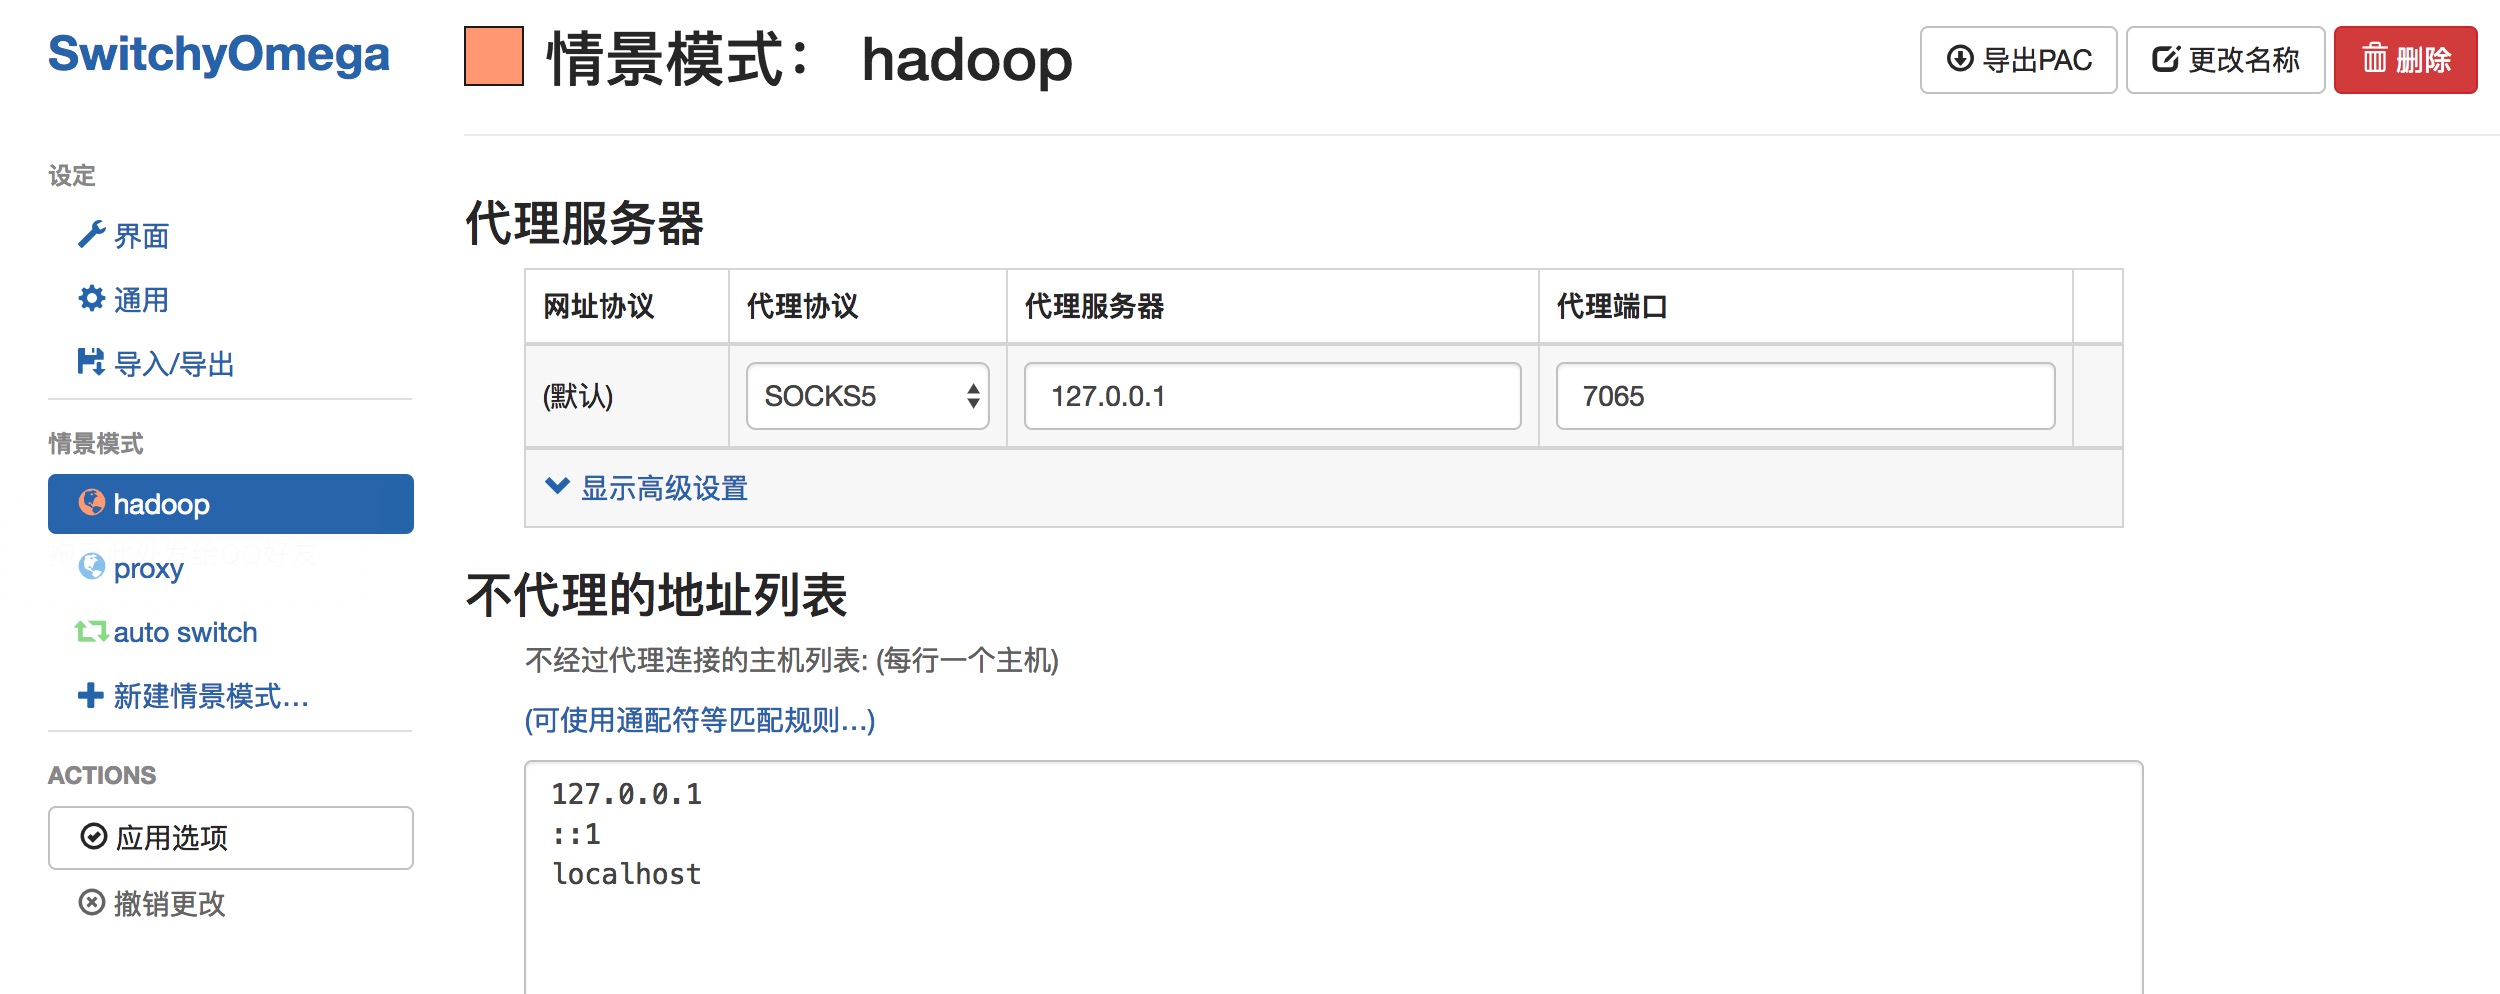 SwitchyOmega
设定
界面
通用
导入/导出
情景模式
hadoop
proxy
auto switch
新建情景模式...
ACTIONS
应用选项
撤销更改
情景模式： hadoop
导出PAC
更改名称
删除
代理服务器
网址协议 代理协议 代理服务器 代理端口
(默认) SOCKS5 127.0.0.1 7065
显示高级设置
不代理的地址列表
不经过代理连接的主机列表: (每行一个主机)
(可使用通配符等匹配规则...)
127.0.0.1
::1
localhost